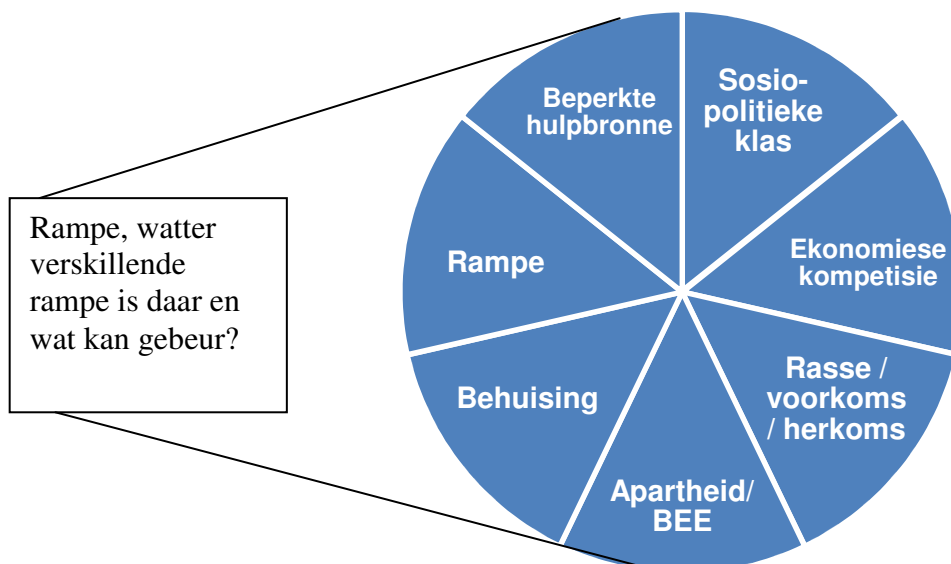 Rampe, watter
verskillende
rampe is daar en
wat kan gebeur?
Beperkte
hulpbronne
Sosio-
politieke
klas
Rampe
Ekonomiese
kompetisie
Behuising
Rasse /
voorkoms
/ herkoms
Apartheid/
BEE